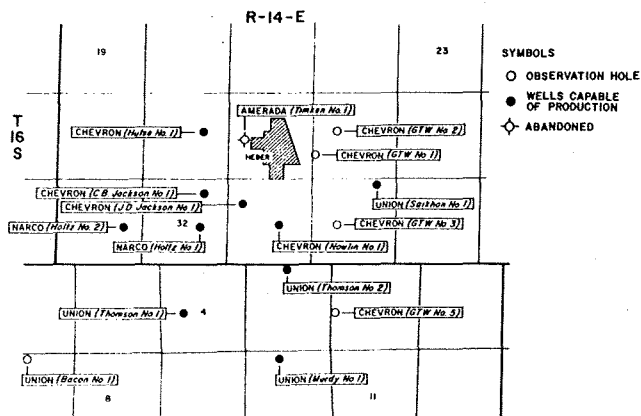 R-14-E
19
23
SYMBOLS
OBSERVATION HOLE
WELLS CAPABLE
OF PRODUCTION
ABANDONED
T
16
S
AMERADA (Timken No. 1)
CHEVRON (Hulse No. 1)
CHEVRON (GTW No. 2)
HEBER
CHEVRON (GTW No. 1)
CHEVRON (C.B. Jackson No 1)
CHEVRON (J.D. Jackson No 1)
UNION (No 1)
NARCO (Holtz No. 2)
32
NARCO (Holtz No 1)
CHEVRON (Nowlin No 1)
CHEVRON (GTW No. 3)
UNION (Thomson No 2)
UNION (Thomson No 1)
4
CHEVRON (GTW No. 5)
UNION (Bacon No 1)
UNION (No 1)
8
11